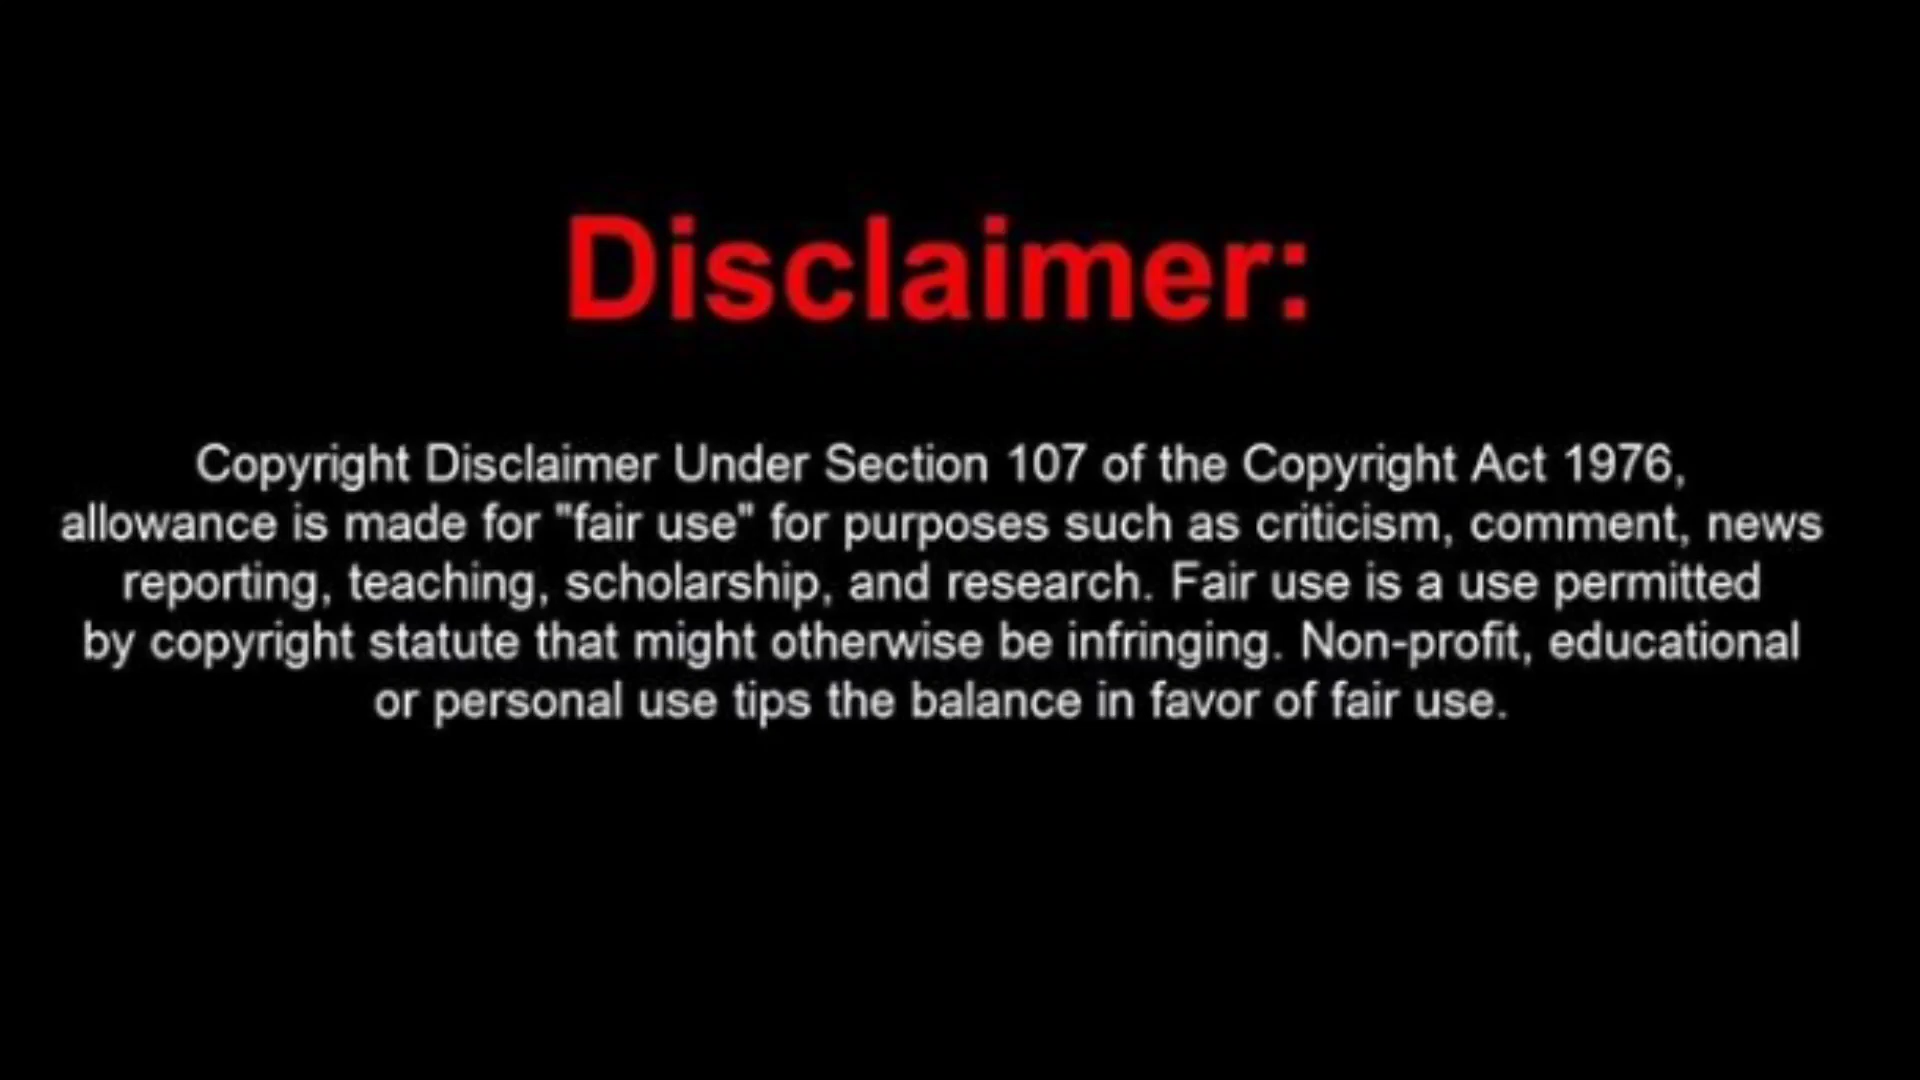 Disclaimer:
Copyright Disclaimer Under Section 107 of the Copyright Act 1976,
allowance is made for "fair use" for purposes such as criticism, comment, news
reporting, teaching, scholarship, and research. Fair use is a use permitted
by copyright statute that might otherwise be infringing. Non-profit, educational
or personal use tips the balance in favor of fair use.